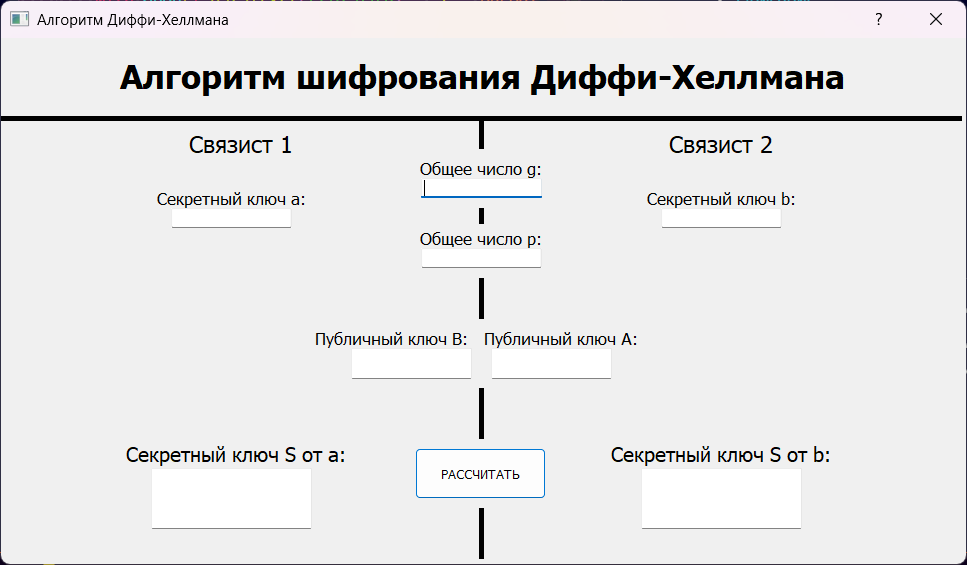 Алгоритм Диффи-Хеллмана
?
Алгоритм шифрования Диффи-Хеллмана
Связист 1
Связист 2
Общее число g:
Секретный ключ a:
Секретный ключ b:
Общее число p:
Публичный ключ B:
Публичный ключ A:
Секретный ключ S от a:
Секретный ключ S от b:
РАССЧИТАТЬ